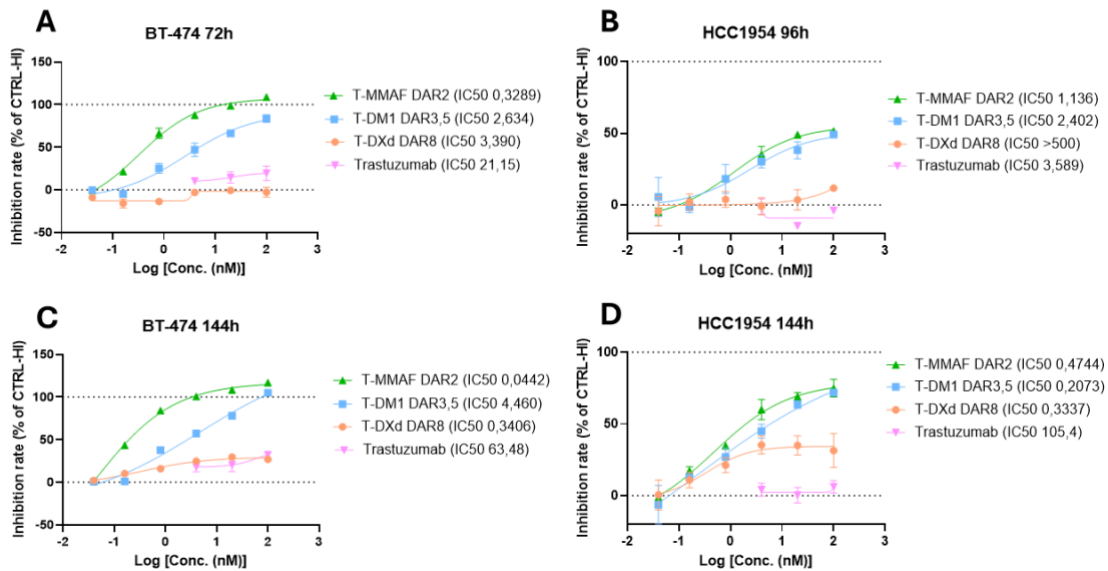 A
BT-474 72h
Inhibition rate (% of CTRL-HI)
150
100
50
0
-50
-2
-1
0
1
2
3
Log [Conc. (nM)]
T-MMAF DAR2 (IC50 0,3289)
T-DM1 DAR3,5 (IC50 2,634)
T-DXd DAR8 (IC50 3,390)
Trastuzumab (IC50 21,15)
B
HCC1954 96h
Inhibition rate (% of CTRL-HI)
100
50
0
-2
-1
0
1
2
3
Log [Conc. (nM)]
T-MMAF DAR2 (IC50 1,136)
T-DM1 DAR3,5 (IC50 2,402)
T-DXd DAR8 (IC50 >500)
Trastuzumab (IC50 3,589)
C
BT-474 144h
Inhibition rate (% of CTRL-HI)
150
100
50
0
-50
-2
-1
0
1
2
3
Log [Conc. (nM)]
T-MMAF DAR2 (IC50 0,0442)
T-DM1 DAR3,5 (IC50 4,460)
T-DXd DAR8 (IC50 0,3406)
Trastuzumab (IC50 63,48)
D
HCC1954 144h
Inhibition rate (% of CTRL-HI)
100
50
0
-2
-1
0
1
2
3
Log [Conc. (nM)]
T-MMAF DAR2 (IC50 0,4744)
T-DM1 DAR3,5 (IC50 0,2073)
T-DXd DAR8 (IC50 0,3337)
Trastuzumab (IC50 105,4)